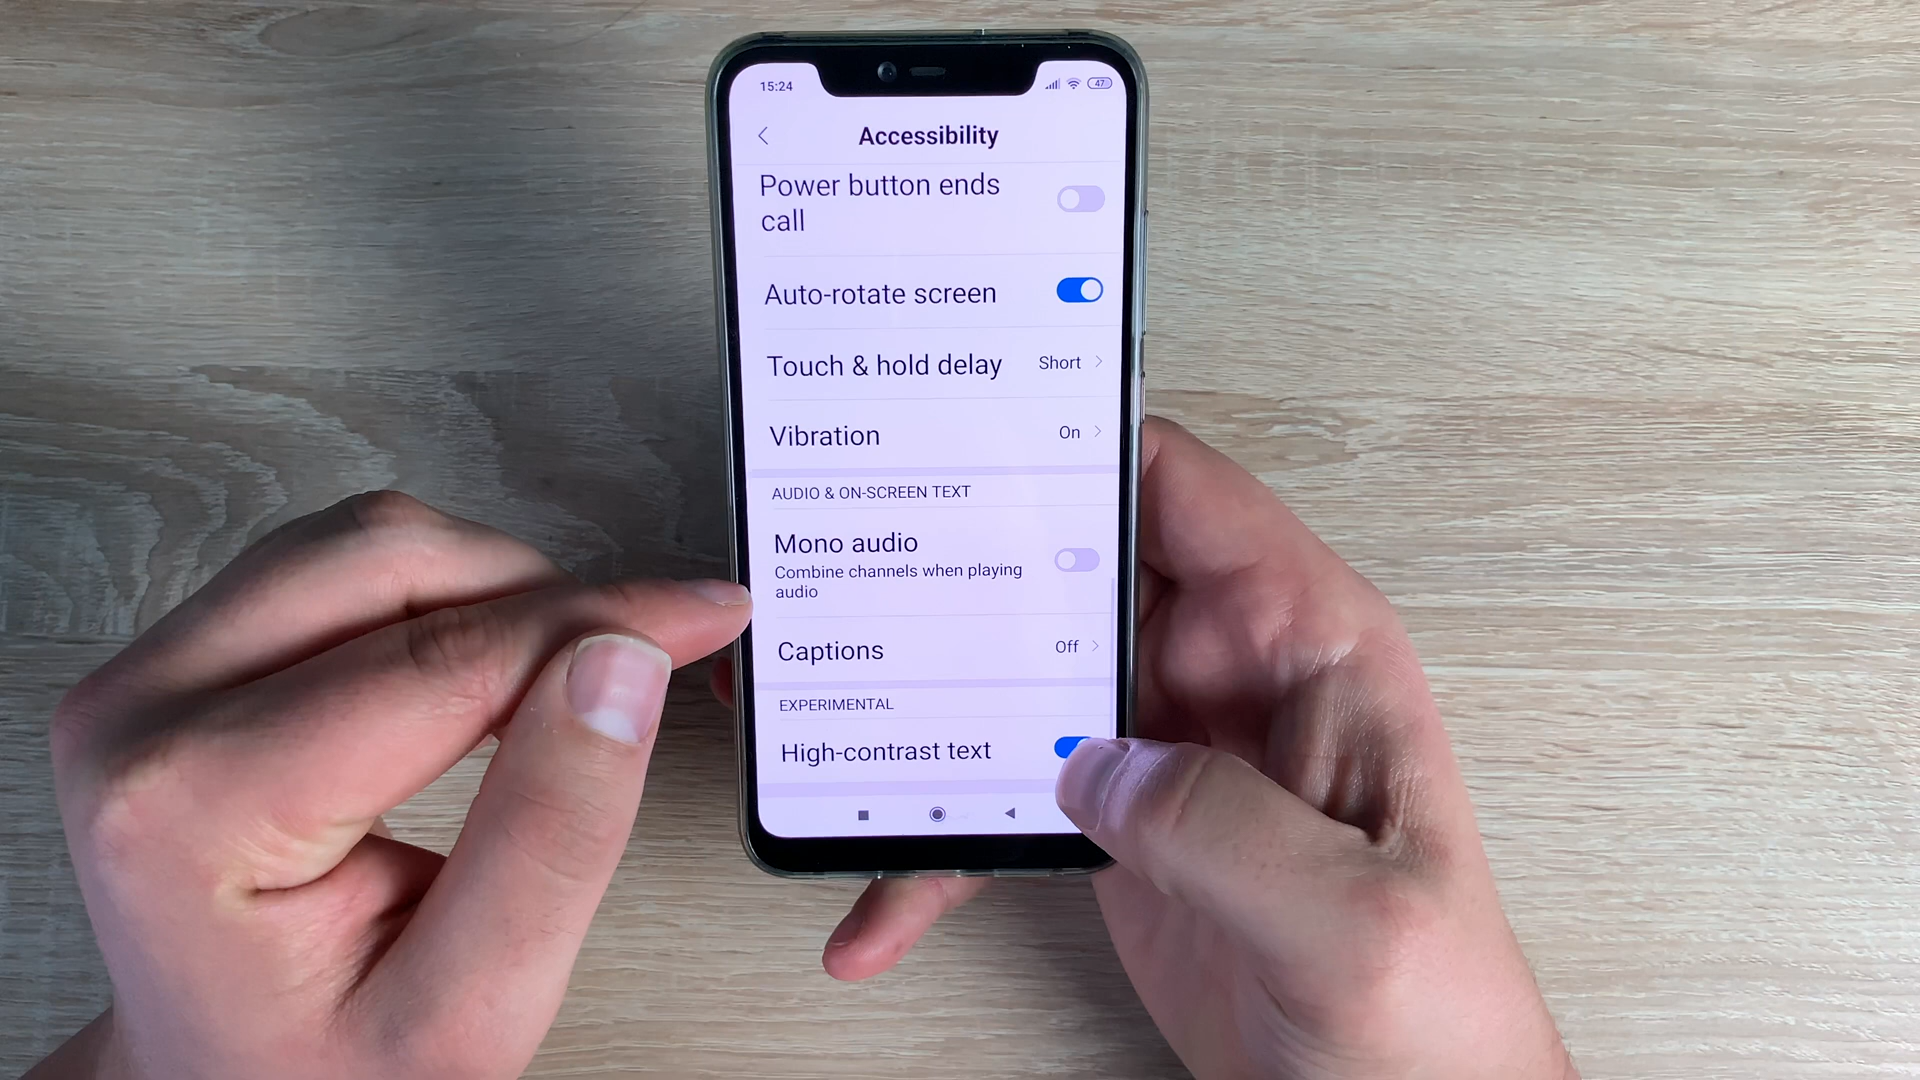 15:24
47
Accessibility
Power button ends
call
Auto-rotate screen
Touch & hold delay Short
Vibration On
AUDIO & ON-SCREEN TEXT
Mono audio
Combine channels when playing
audio
Captions Off
EXPERIMENTAL
High-contrast text